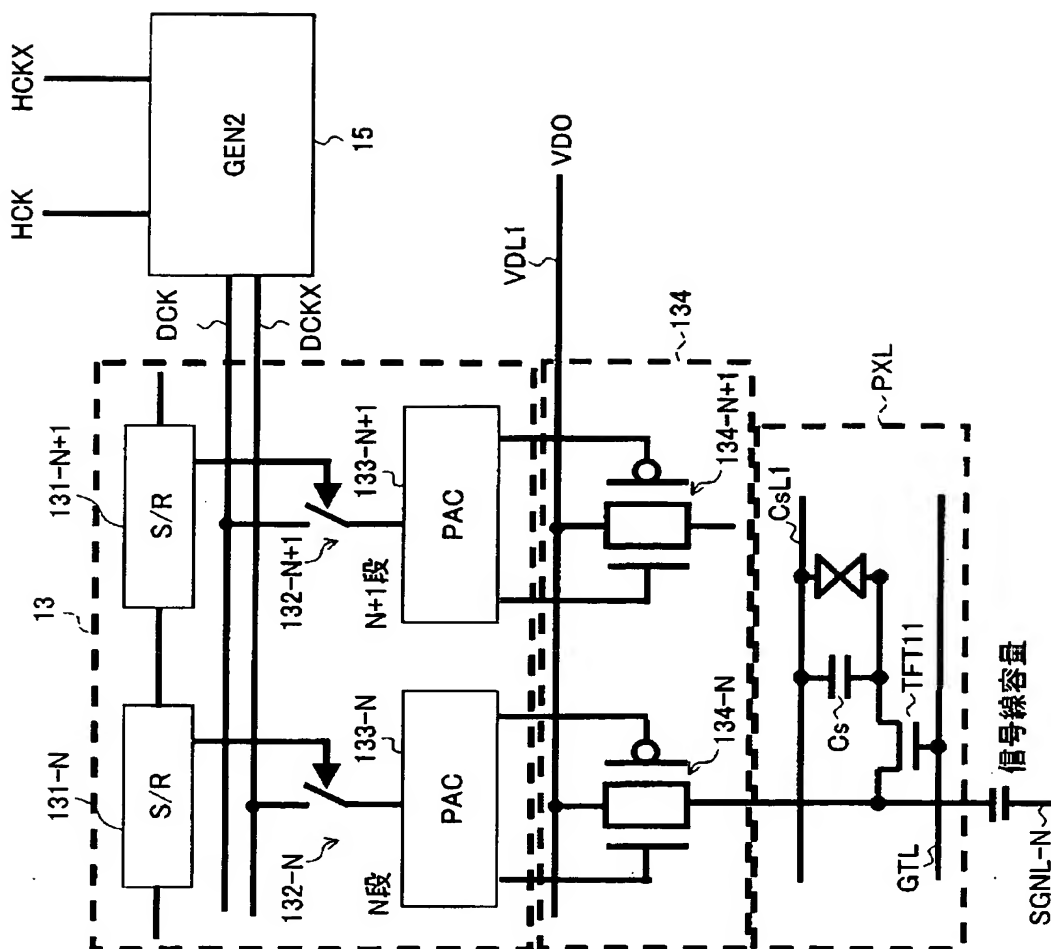 HCK
HCKX
GEN2
15
DCK
DCKX
13
131-N
S/R
131-N+1
S/R
132-N
132-N+1
N段
133-N
PAC
N+1段
133-N+1
PAC
VDL1
VDO
134
134-N
134-N+1
PXL
CsL1
Cs
TFT11
GTL
信号線容量
SGNL-N